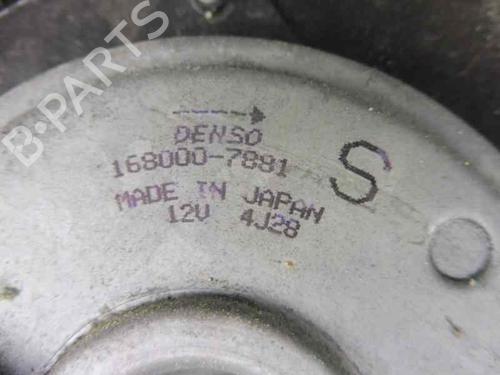 B-PARTS
DENSO
168000-7881
S
MADE IN JAPAN
12V 4J28